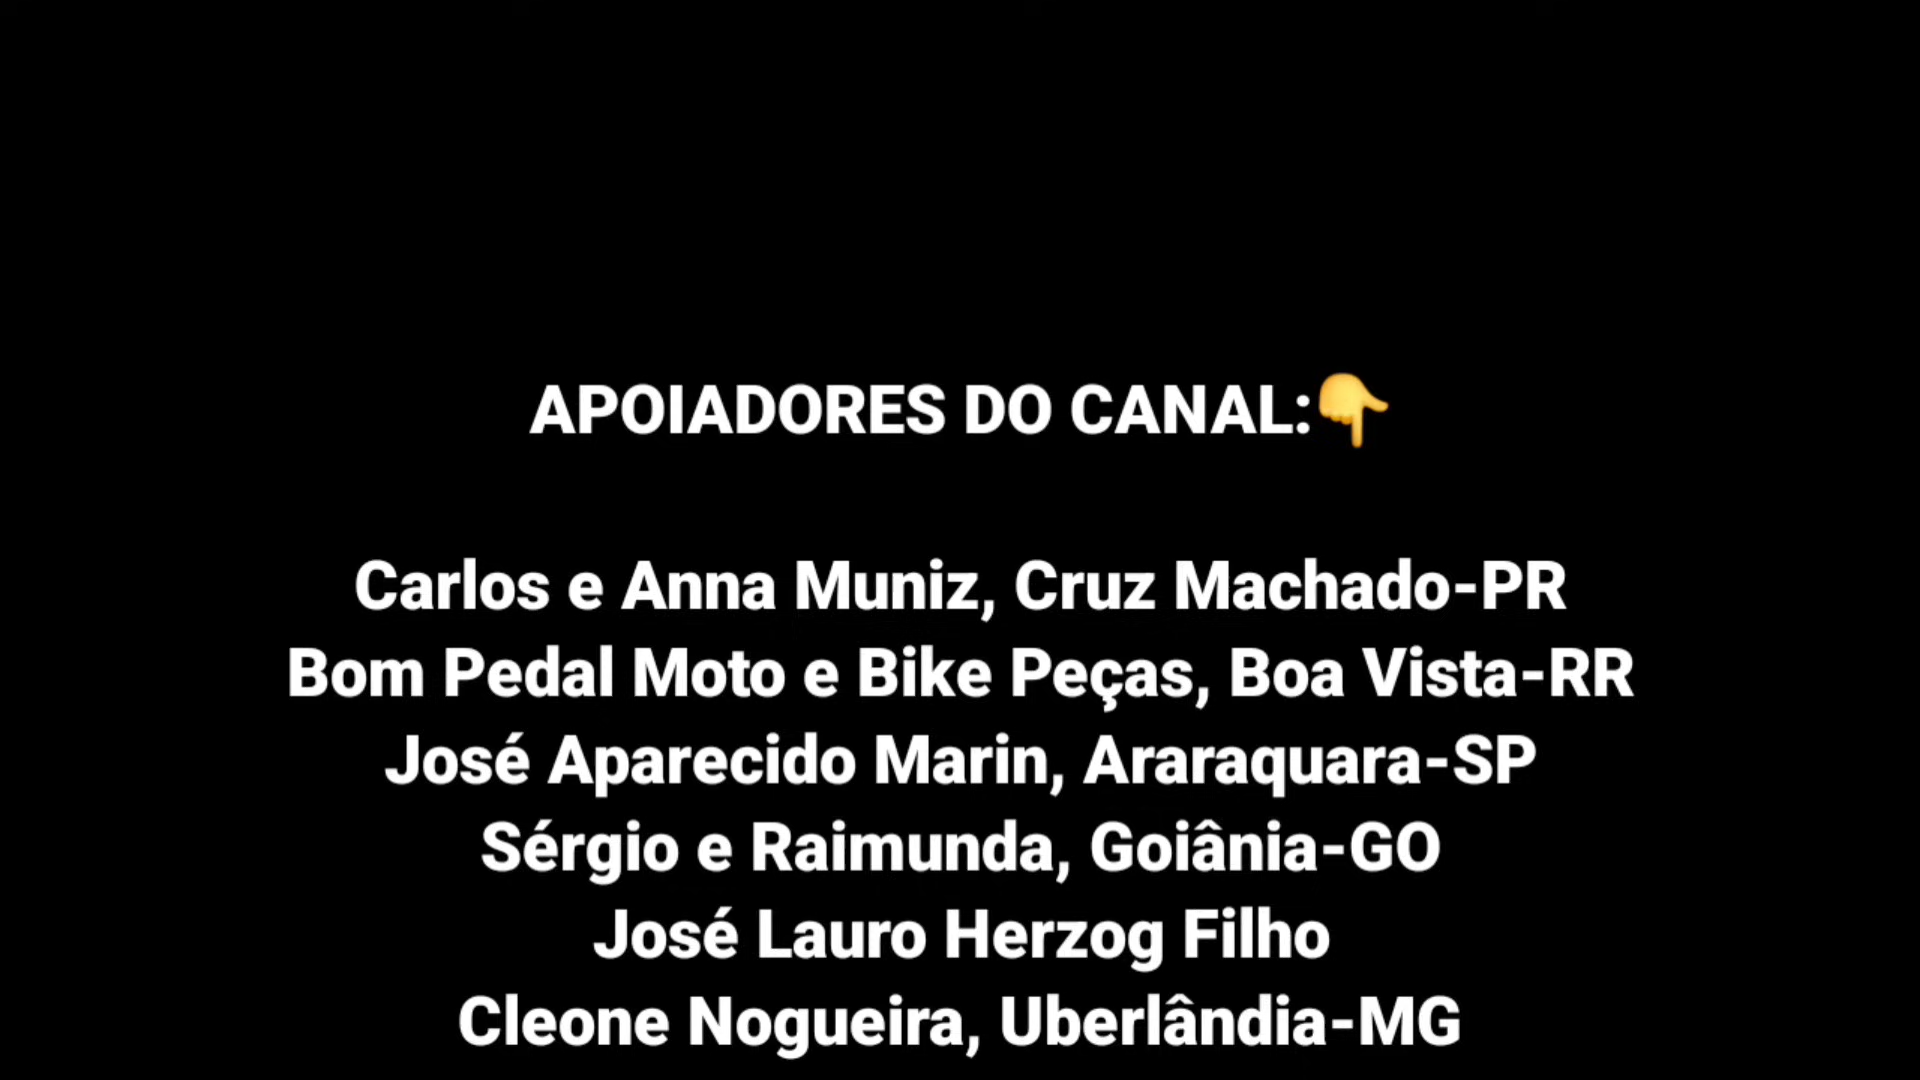 APOIADORES DO CANAL:👇
Carlos e Anna Muniz, Cruz Machado-PR
Bom Pedal Moto e Bike Peças, Boa Vista-RR
José Aparecido Marin, Araraquara-SP
Sérgio e Raimunda, Goiânia-GO
José Lauro Herzog Filho
Cleone Nogueira, Uberlândia-MG